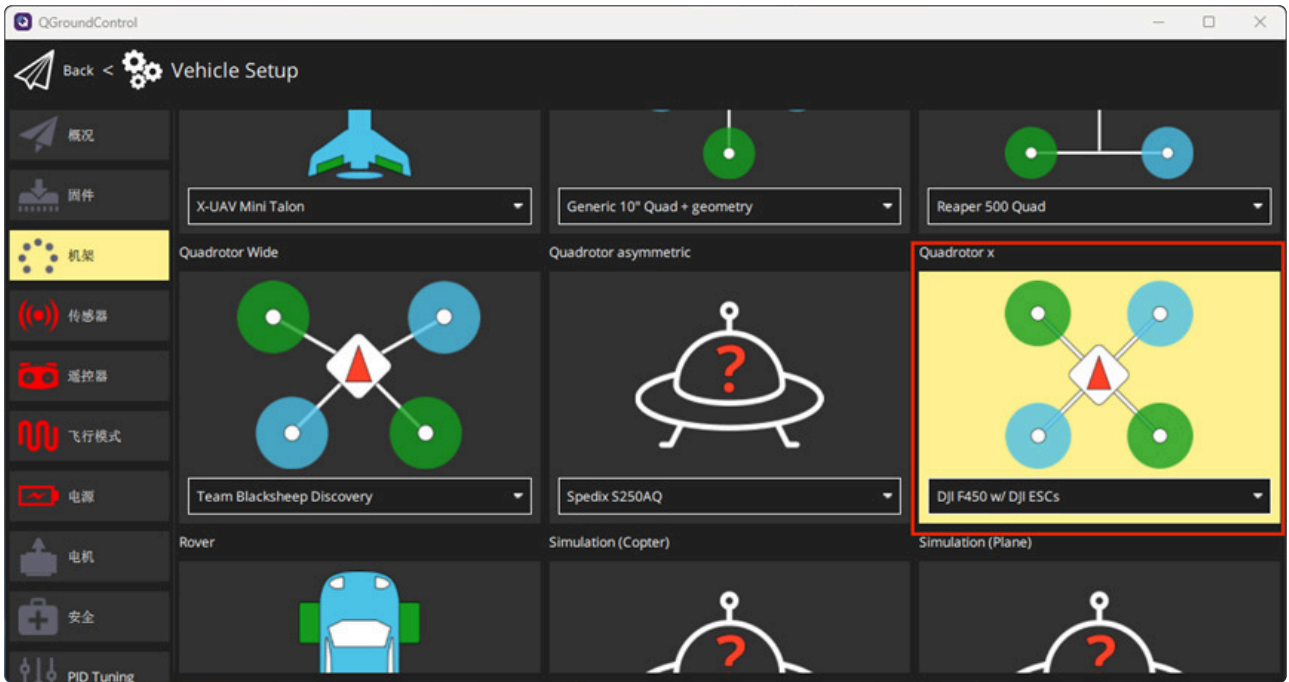 QGroundControl
Back < Vehicle Setup
概况
固件
机架
传感器
遥控器
飞行模式
电源
电机
安全
PID Tuning
X-UAV Mini Talon
Generic 10" Quad + geometry
Reaper 500 Quad
Quadrotor Wide
Quadrotor asymmetric
Quadrotor x
?
Team Blacksheep Discovery
Spedix S250AQ
DJI F450 w/ DJI ESCs
Rover
Simulation (Copter)
Simulation (Plane)
?
?